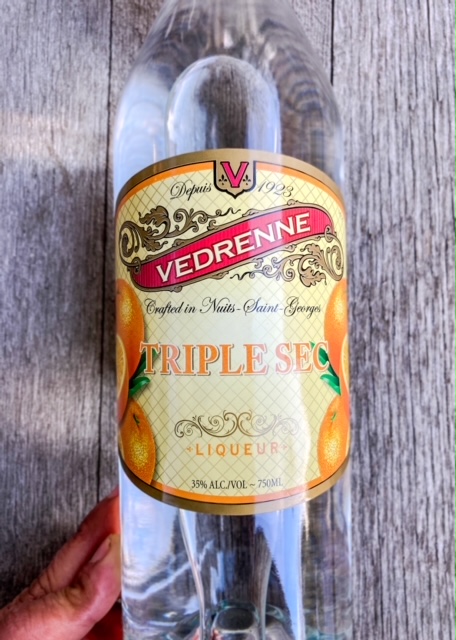 Depuis V 1923
VEDRENNE
Crafted in Nuits-Saint-Georges
TRIPLE SEC
LIQUEUR
35% ALC./VOL – 750ML